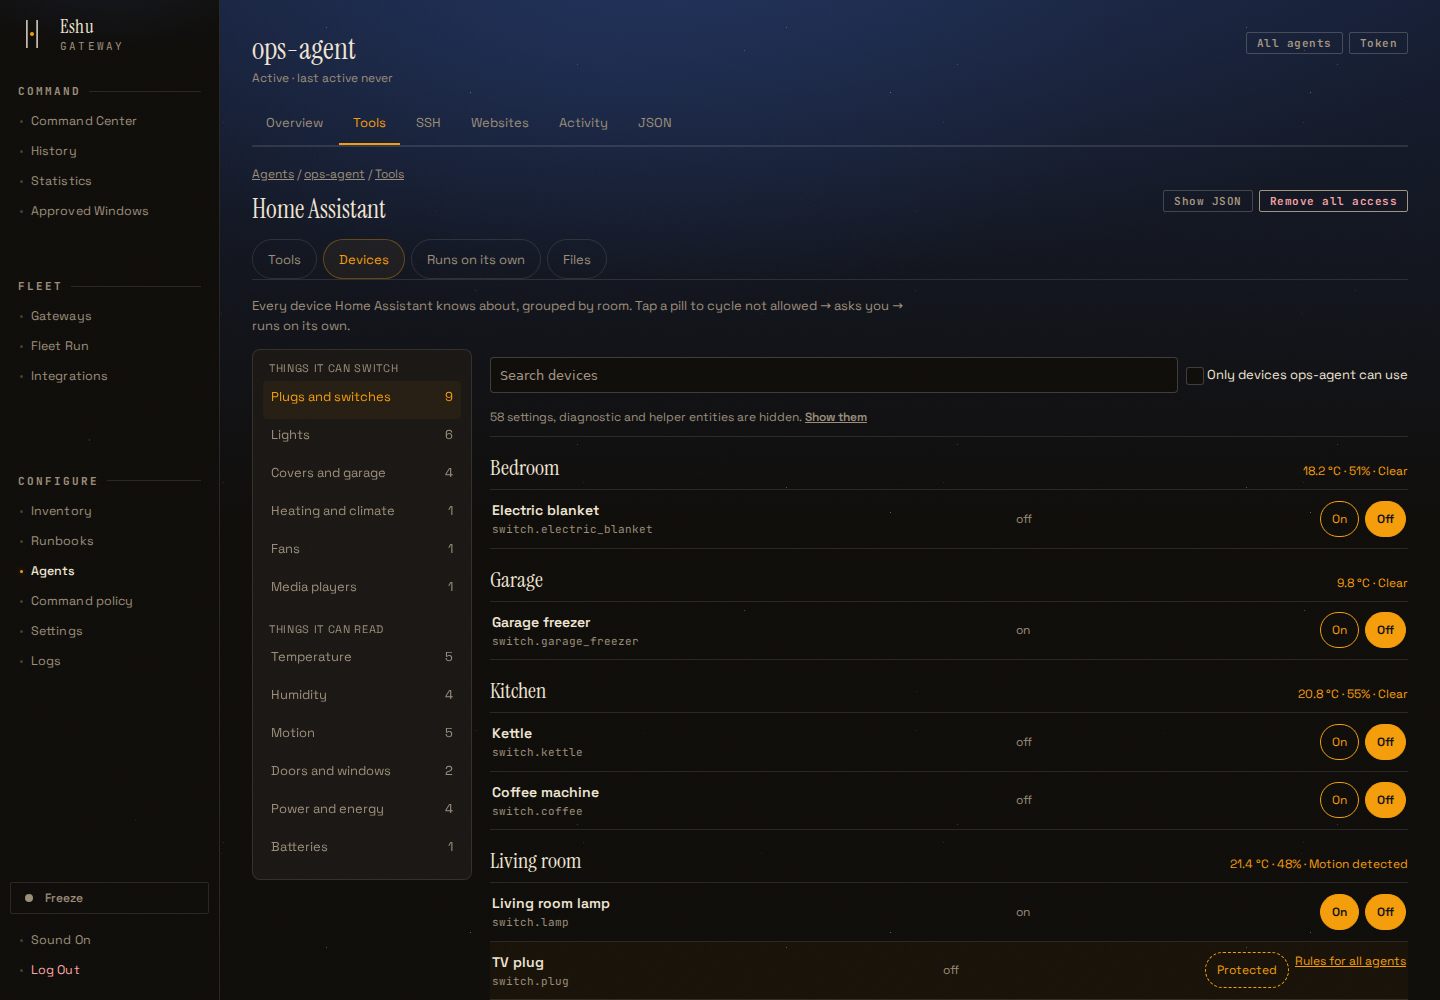 Eshu
GATEWAY
COMMAND
Command Center
History
Statistics
Approved Windows
FLEET
Gateways
Fleet Run
Integrations
CONFIGURE
Inventory
Runbooks
Agents
Command policy
Settings
Logs
Freeze
Sound On
Log Out
ops-agent
Active · last active never
All agents Token
Overview Tools SSH Websites Activity JSON
Agents / ops-agent / Tools
Home Assistant
Show JSON Remove all access
Tools Devices Runs on its own Files
Every device Home Assistant knows about, grouped by room. Tap a pill to cycle not allowed → asks you →
runs on its own.
THINGS IT CAN SWITCH
Plugs and switches 9
Lights 6
Covers and garage 4
Heating and climate 1
Fans 1
Media players 1
THINGS IT CAN READ
Temperature 5
Humidity 4
Motion 5
Doors and windows 2
Power and energy 4
Batteries 1
Search devices
Only devices ops-agent can use
58 settings, diagnostic and helper entities are hidden. Show them
Bedroom 18.2 °C · 51% · Clear
Electric blanket
switch.electric_blanket
off On Off
Garage 9.8 °C · Clear
Garage freezer
switch.garage_freezer
on On Off
Kitchen 20.8 °C · 55% · Clear
Kettle
switch.kettle
off On Off
Coffee machine
switch.coffee
off On Off
Living room 21.4 °C · 48% · Motion detected
Living room lamp
switch.lamp
on On Off
TV plug
switch.plug
off Protected Rules for all agents